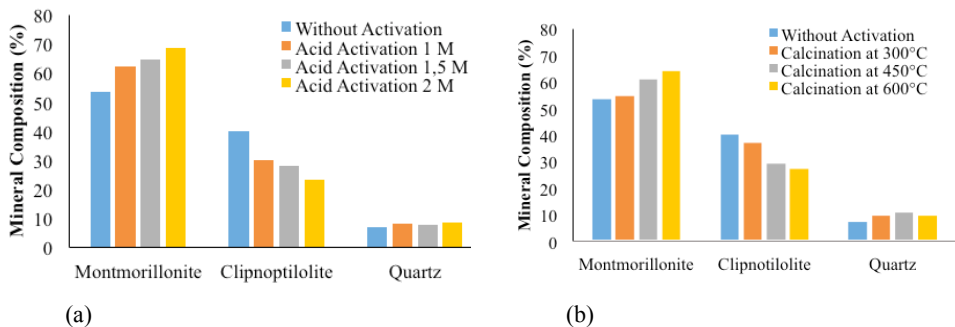 Mineral Composition (%)
80
70
60
50
40
30
20
10
0
Without Activation
Acid Activation 1 M
Acid Activation 1,5 M
Acid Activation 2 M
Montmorillonite Clipnoptilolite Quartz
(a)
Mineral Composition (%)
80
70
60
50
40
30
20
10
0
Without Activation
Calcination at 300°C
Calcination at 450°C
Calcination at 600°C
Montmorillonite Clipnotilolite Quartz
(b)